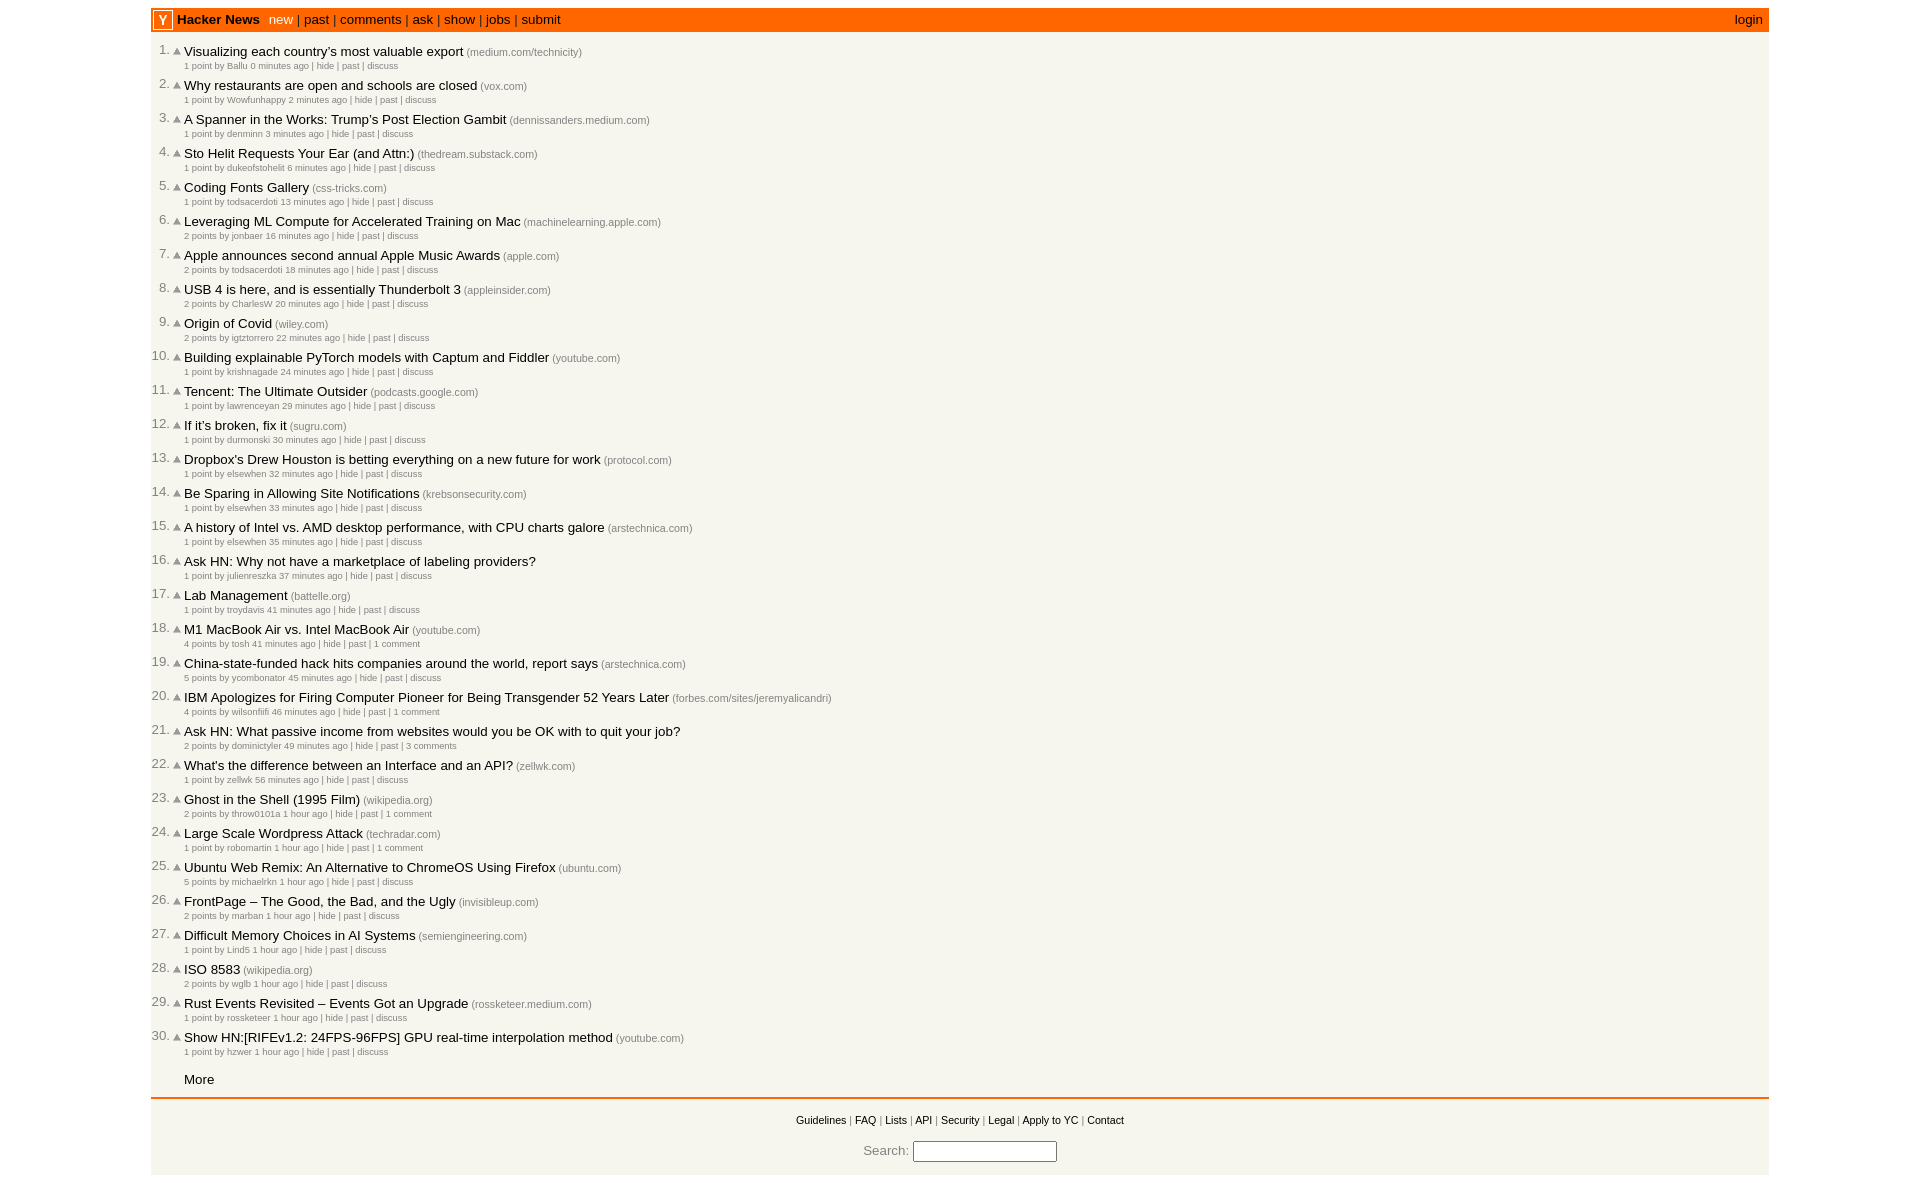 Y Hacker News new | past | comments | ask | show | jobs | submit login
1. Visualizing each country’s most valuable export (medium.com/technicity)
1 point by Ballu 0 minutes ago | hide | past | discuss
2. Why restaurants are open and schools are closed (vox.com)
1 point by Wowfunhappy 2 minutes ago | hide | past | discuss
3. A Spanner in the Works: Trump’s Post Election Gambit (dennissanders.medium.com)
1 point by denminn 3 minutes ago | hide | past | discuss
4. Sto Helit Requests Your Ear (and Attn:) (thedream.substack.com)
1 point by dukeofstohelit 6 minutes ago | hide | past | discuss
5. Coding Fonts Gallery (css-tricks.com)
1 point by todsacerdoti 13 minutes ago | hide | past | discuss
6. Leveraging ML Compute for Accelerated Training on Mac (machinelearning.apple.com)
2 points by jonbaer 16 minutes ago | hide | past | discuss
7. Apple announces second annual Apple Music Awards (apple.com)
2 points by todsacerdoti 18 minutes ago | hide | past | discuss
8. USB 4 is here, and is essentially Thunderbolt 3 (appleinsider.com)
2 points by CharlesW 20 minutes ago | hide | past | discuss
9. Origin of Covid (wiley.com)
2 points by igtztorrero 22 minutes ago | hide | past | discuss
10. Building explainable PyTorch models with Captum and Fiddler (youtube.com)
1 point by krishnagade 24 minutes ago | hide | past | discuss
11. Tencent: The Ultimate Outsider (podcasts.google.com)
1 point by lawrenceyan 29 minutes ago | hide | past | discuss
12. If it’s broken, fix it (sugru.com)
1 point by durmonski 30 minutes ago | hide | past | discuss
13. Dropbox's Drew Houston is betting everything on a new future for work (protocol.com)
1 point by elsewhen 32 minutes ago | hide | past | discuss
14. Be Sparing in Allowing Site Notifications (krebsonsecurity.com)
1 point by elsewhen 33 minutes ago | hide | past | discuss
15. A history of Intel vs. AMD desktop performance, with CPU charts galore (arstechnica.com)
1 point by elsewhen 35 minutes ago | hide | past | discuss
16. Ask HN: Why not have a marketplace of labeling providers?
1 point by julienreszka 37 minutes ago | hide | past | discuss
17. Lab Management (battelle.org)
1 point by troydavis 41 minutes ago | hide | past | discuss
18. M1 MacBook Air vs. Intel MacBook Air (youtube.com)
4 points by tosh 41 minutes ago | hide | past | 1 comment
19. China-state-funded hack hits companies around the world, report says (arstechnica.com)
5 points by ycombonator 45 minutes ago | hide | past | discuss
20. IBM Apologizes for Firing Computer Pioneer for Being Transgender 52 Years Later (forbes.com/sites/jeremyalicandri)
4 points by wilsonfiifi 46 minutes ago | hide | past | 1 comment
21. Ask HN: What passive income from websites would you be OK with to quit your job?
2 points by dominictyler 49 minutes ago | hide | past | 3 comments
22. What's the difference between an Interface and an API? (zellwk.com)
1 point by zellwk 56 minutes ago | hide | past | discuss
23. Ghost in the Shell (1995 Film) (wikipedia.org)
2 points by throw0101a 1 hour ago | hide | past | 1 comment
24. Large Scale Wordpress Attack (techradar.com)
1 point by robomartin 1 hour ago | hide | past | 1 comment
25. Ubuntu Web Remix: An Alternative to ChromeOS Using Firefox (ubuntu.com)
5 points by michaelrkn 1 hour ago | hide | past | discuss
26. FrontPage – The Good, the Bad, and the Ugly (invisibleup.com)
2 points by marban 1 hour ago | hide | past | discuss
27. Difficult Memory Choices in AI Systems (semiengineering.com)
1 point by Lind5 1 hour ago | hide | past | discuss
28. ISO 8583 (wikipedia.org)
2 points by wglb 1 hour ago | hide | past | discuss
29. Rust Events Revisited – Events Got an Upgrade (rossketeer.medium.com)
1 point by rossketeer 1 hour ago | hide | past | discuss
30. Show HN:[RIFEv1.2: 24FPS-96FPS] GPU real-time interpolation method (youtube.com)
1 point by hzwer 1 hour ago | hide | past | discuss
More
Guidelines | FAQ | Lists | API | Security | Legal | Apply to YC | Contact
Search: